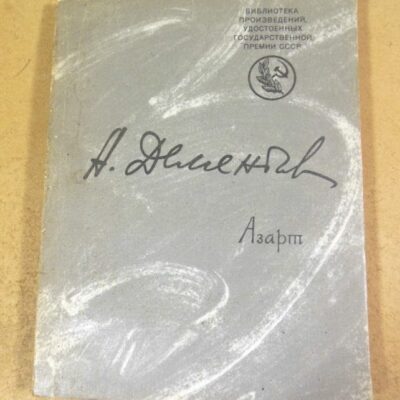 БИБЛИОТЕКА
ПРОИЗВЕДЕНИЙ,
УДОСТОЕННЫХ
ГОСУДАРСТВЕННОЙ
ПРЕМИИ СССР
А. Дементьев
Азарт